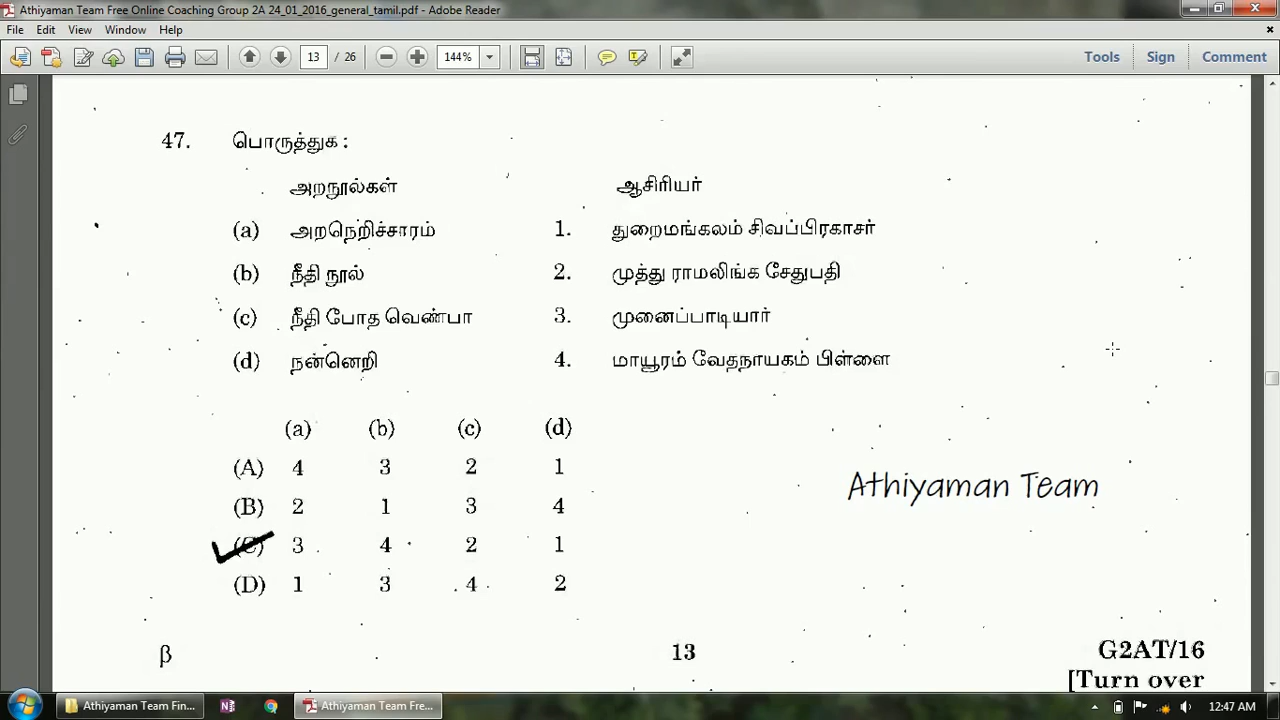 Athiyaman Team Free Online Coaching Group 2A 24_01_2016_general_tamil.pdf - Adobe Reader
File Edit View Window Help
13 / 26 144% Tools Sign Comment
47. பொருத்துக :
அறநூல்கள் ஆசிரியர்
(a) அறநெறிச்சாரம் 1. துறைமங்கலம் சிவப்பிரகாசர்
(b) நீதி நூல் 2. முத்து ராமலிங்க சேதுபதி
(c) நீதி போத வெண்பா 3. முனைப்பாடியார்
(d) நன்னெறி 4. மாயூரம் வேதநாயகம் பிள்ளை
(a) (b) (c) (d)
(A) 4 3 2 1
(B) 2 1 3 4
(C) 3 4 2 1
(D) 1 3 4 2
Athiyaman Team
β 13 G2AT/16
[Turn over
Athiyaman Team Fin... Athiyaman Team Fre... 12:47 AM